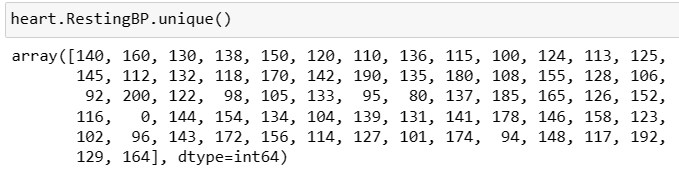 heart.RestingBP.unique()
array([140, 160, 130, 138, 150, 120, 110, 136, 115, 100, 124, 113, 125,
       145, 112, 132, 118, 170, 142, 190, 135, 180, 108, 155, 128, 106,
        92, 200, 122,  98, 105, 133,  95,  80, 137, 185, 165, 126, 152,
       116,   0, 144, 154, 134, 104, 139, 131, 141, 178, 146, 158, 123,
       102,  96, 143, 172, 156, 114, 127, 101, 174,  94, 148, 117, 192,
       129, 164], dtype=int64)